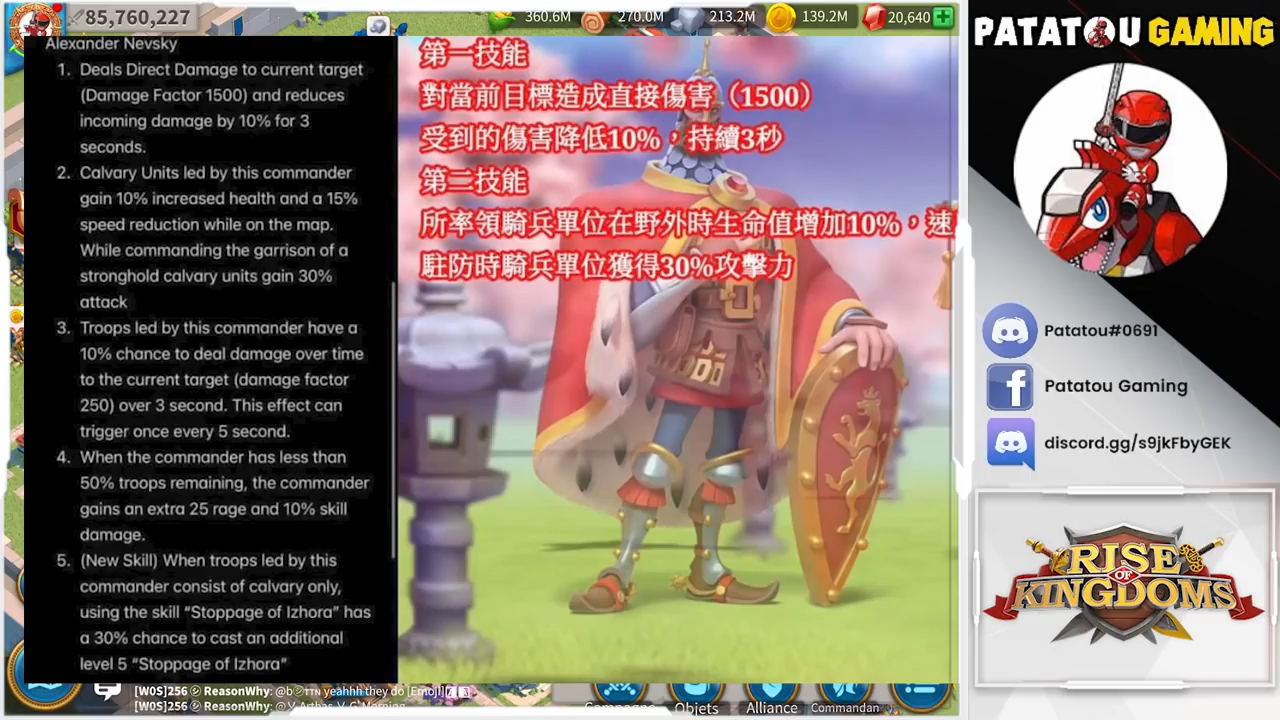 85,760,227
360.6M
270.0M
213.2M
139.2M
20,640
Alexander Nevsky
1. Deals Direct Damage to current target
(Damage Factor 1500) and reduces
incoming damage by 10% for 3
seconds.
2. Calvary Units led by this commander
gain 10% increased health and a 15%
speed reduction while on the map.
While commanding the garrison of a
stronghold calvary units gain 30%
attack
3. Troops led by this commander have a
10% chance to deal damage over time
to the current target (damage factor
250) over 3 second. This effect can
trigger once every 5 second.
4. When the commander has less than
50% troops remaining, the commander
gains an extra 25 rage and 10% skill
damage.
5. (New Skill) When troops led by this
commander consist of calvary only,
using the skill “Stoppage of Izhora” has
a 30% chance to cast an additional
level 5 “Stoppage of Izhora”
第一技能
對當前目標造成直接傷害（1500）
受到的傷害降低10%，持續3秒
第二技能
所率領騎兵單位在野外時生命值增加10%，速
駐防時騎兵單位獲得30%攻擊力
PATATOU GAMING
Patatou#0691
Patatou Gaming
discord.gg/s9jkFbyGEK
RISE
OF
KINGDOMS
[W0S]256 ReasonWhy: yeahhh they do [Emoji]
[W0S]256 ReasonWhy: Morning
Objets
Alliance
Commandan